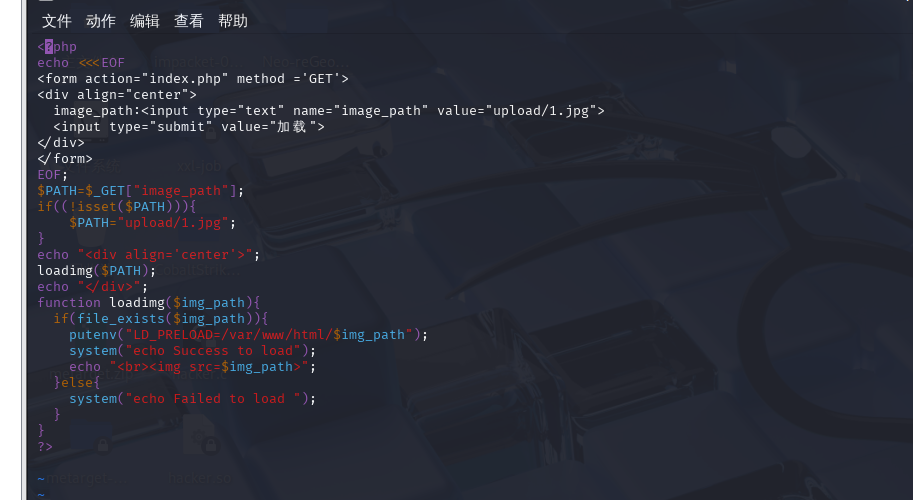 文件 动作 编辑 查看 帮助
<?php
echo <<<EOF
<form action="index.php" method ='GET'>
<div align="center">
  image_path:<input type="text" name="image_path" value="upload/1.jpg">
  <input type="submit" value="加载">
</div>
</form>
EOF;
$PATH=$_GET["image_path"];
if((!isset($PATH))){
    $PATH="upload/1.jpg";
}
echo "<div align='center'>";
loadimg($PATH);
echo "</div>";
function loadimg($img_path){
  if(file_exists($img_path)){
    putenv("LD_PRELOAD=/var/www/html/$img_path");
    system("echo Success to load");
    echo "<br><img src=$img_path>";
  }else{
    system("echo Failed to load ");
  }
}
?>
~
~